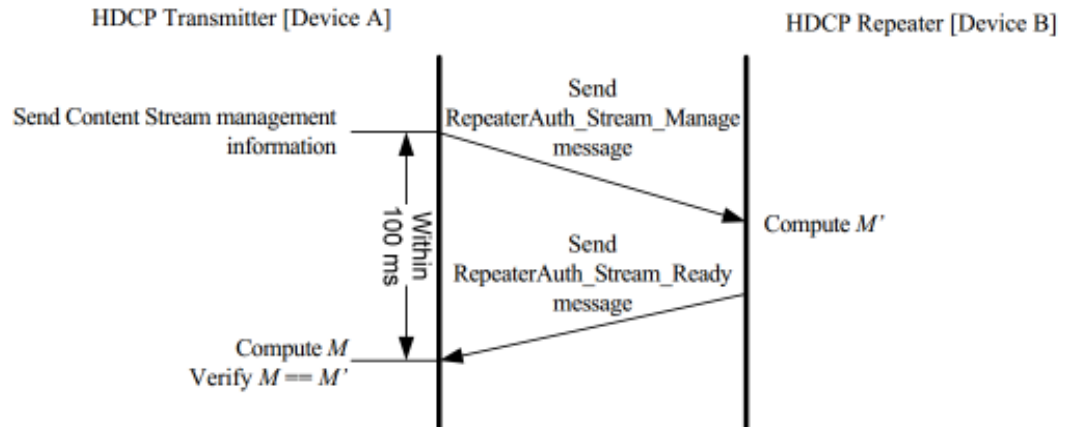 HDCP Transmitter [Device A]
HDCP Repeater [Device B]
Send Content Stream management
information
Send
RepeaterAuth_Stream_Manage
message
Within
100 ms
Compute M’
Send
RepeaterAuth_Stream_Ready
message
Compute M
Verify M == M’